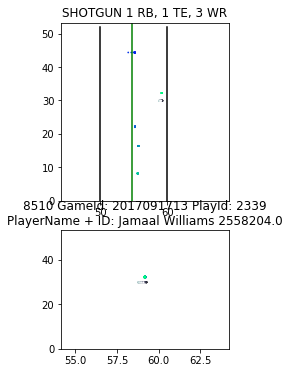 SHOTGUN 1 RB, 1 TE, 3 WR
50
40
30
20
10
0
50 60
8510 GameId: 2017091713 PlayId: 2339
PlayerName + ID: Jamaal Williams 2558204.0
40
20
0
55.0 57.5 60.0 62.5